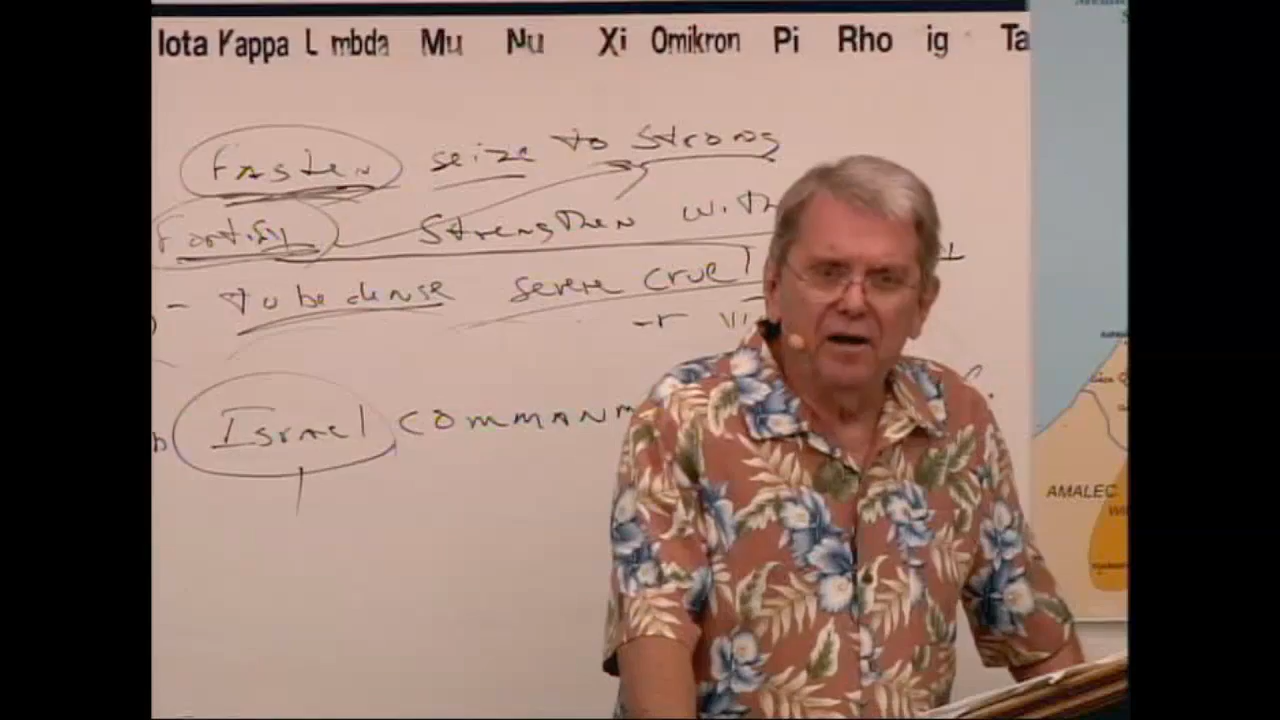 Iota Kappa L mbda Mu Nu Xi Omikron Pi Rho ig Ta
Fasten seize to strong
Fortify strengthen with
- to be dense severe cruel
Israel COMMANM
AMALEC